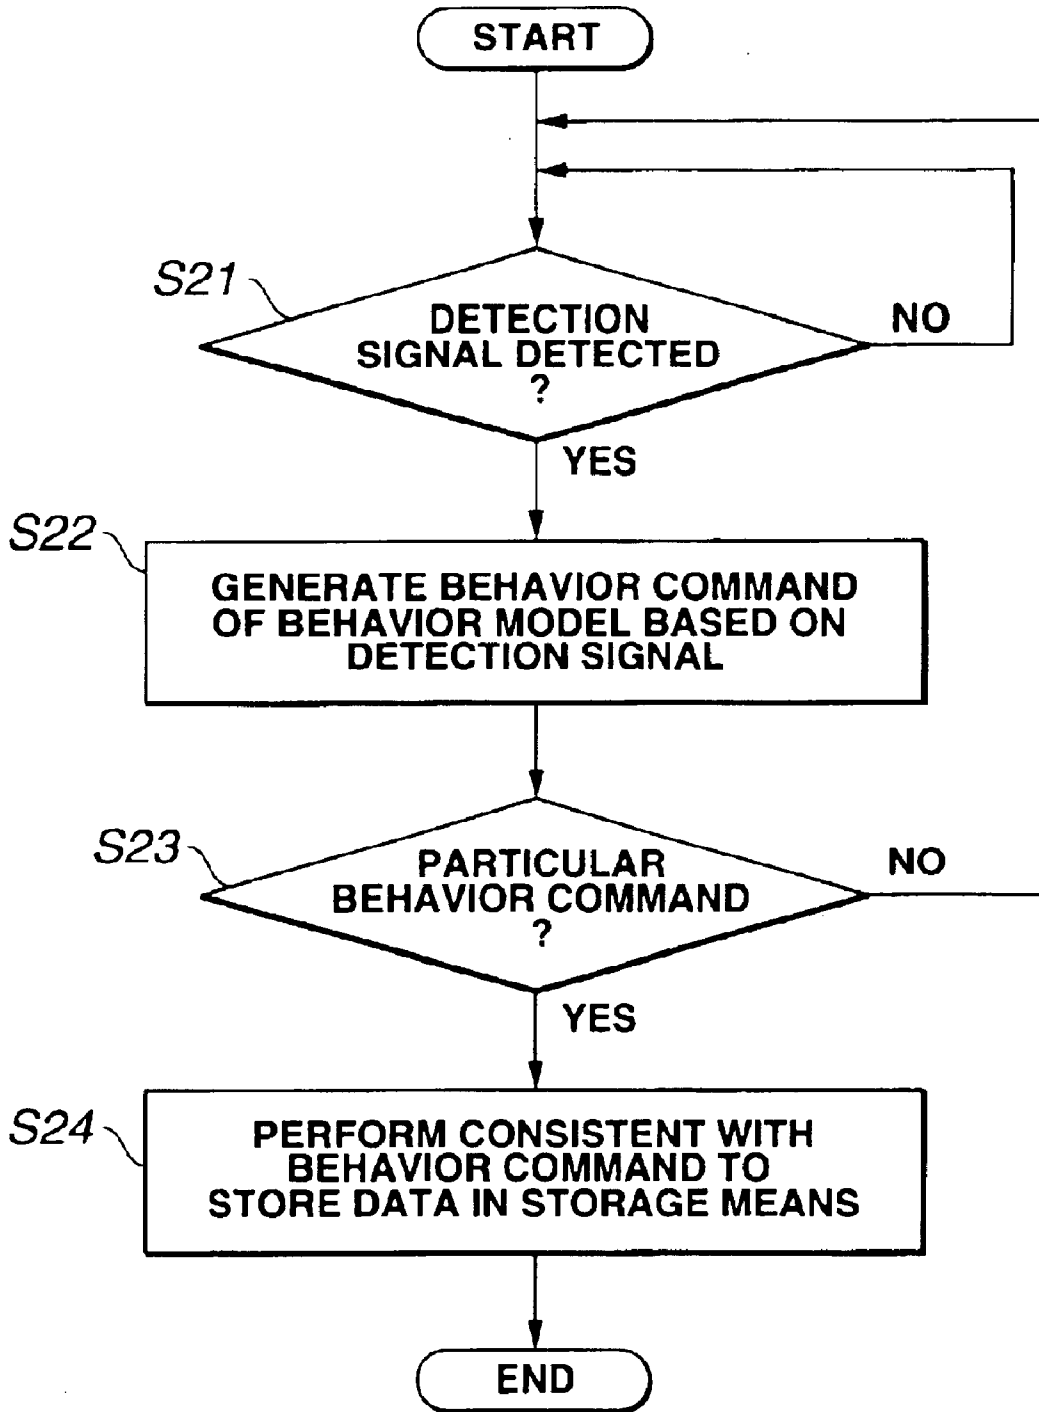 START
S21
DETECTION
SIGNAL DETECTED
?
NO
YES
S22
GENERATE BEHAVIOR COMMAND
OF BEHAVIOR MODEL BASED ON
DETECTION SIGNAL
S23
PARTICULAR
BEHAVIOR COMMAND
?
NO
YES
S24
PERFORM CONSISTENT WITH
BEHAVIOR COMMAND TO
STORE DATA IN STORAGE MEANS
END